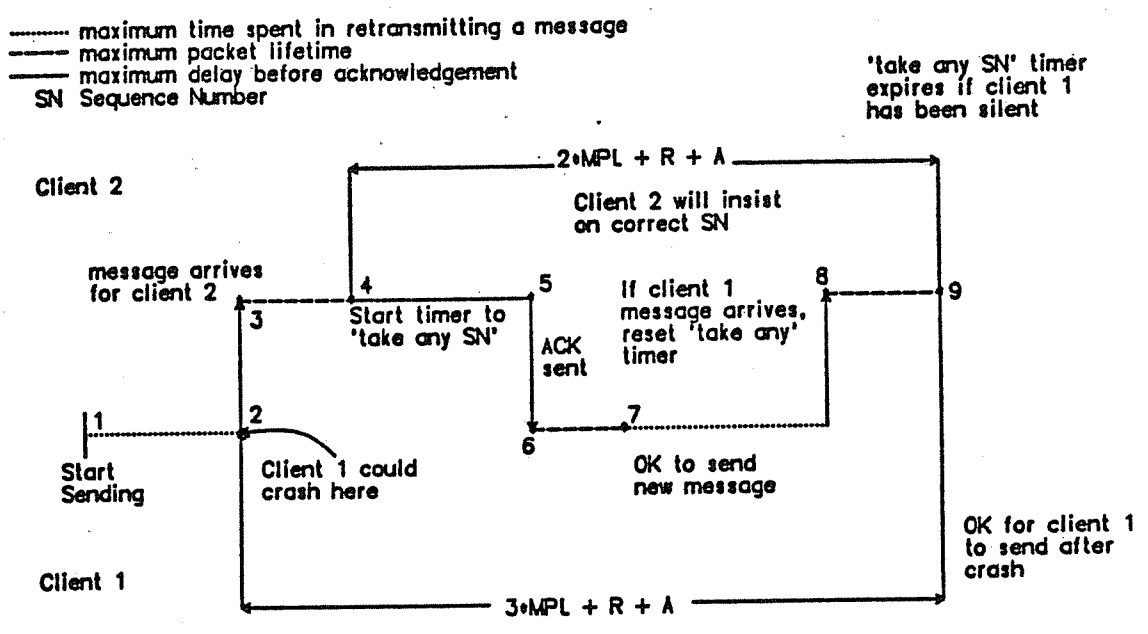 maximum time spent in retransmitting a message
maximum packet lifetime
maximum delay before acknowledgement
SN Sequence Number
'take any SN' timer
expires if client 1
has been silent
2*MPL + R + A
Client 2
Client 2 will insist
on correct SN
message arrives
for client 2
3
4
Start timer to
'take any SN'
5
ACK
sent
If client 1
message arrives,
reset 'take any'
timer
8
9
1
2
6
7
Start
Sending
Client 1 could
crash here
OK to send
new message
OK for client 1
to send after
crash
Client 1
3*MPL + R + A